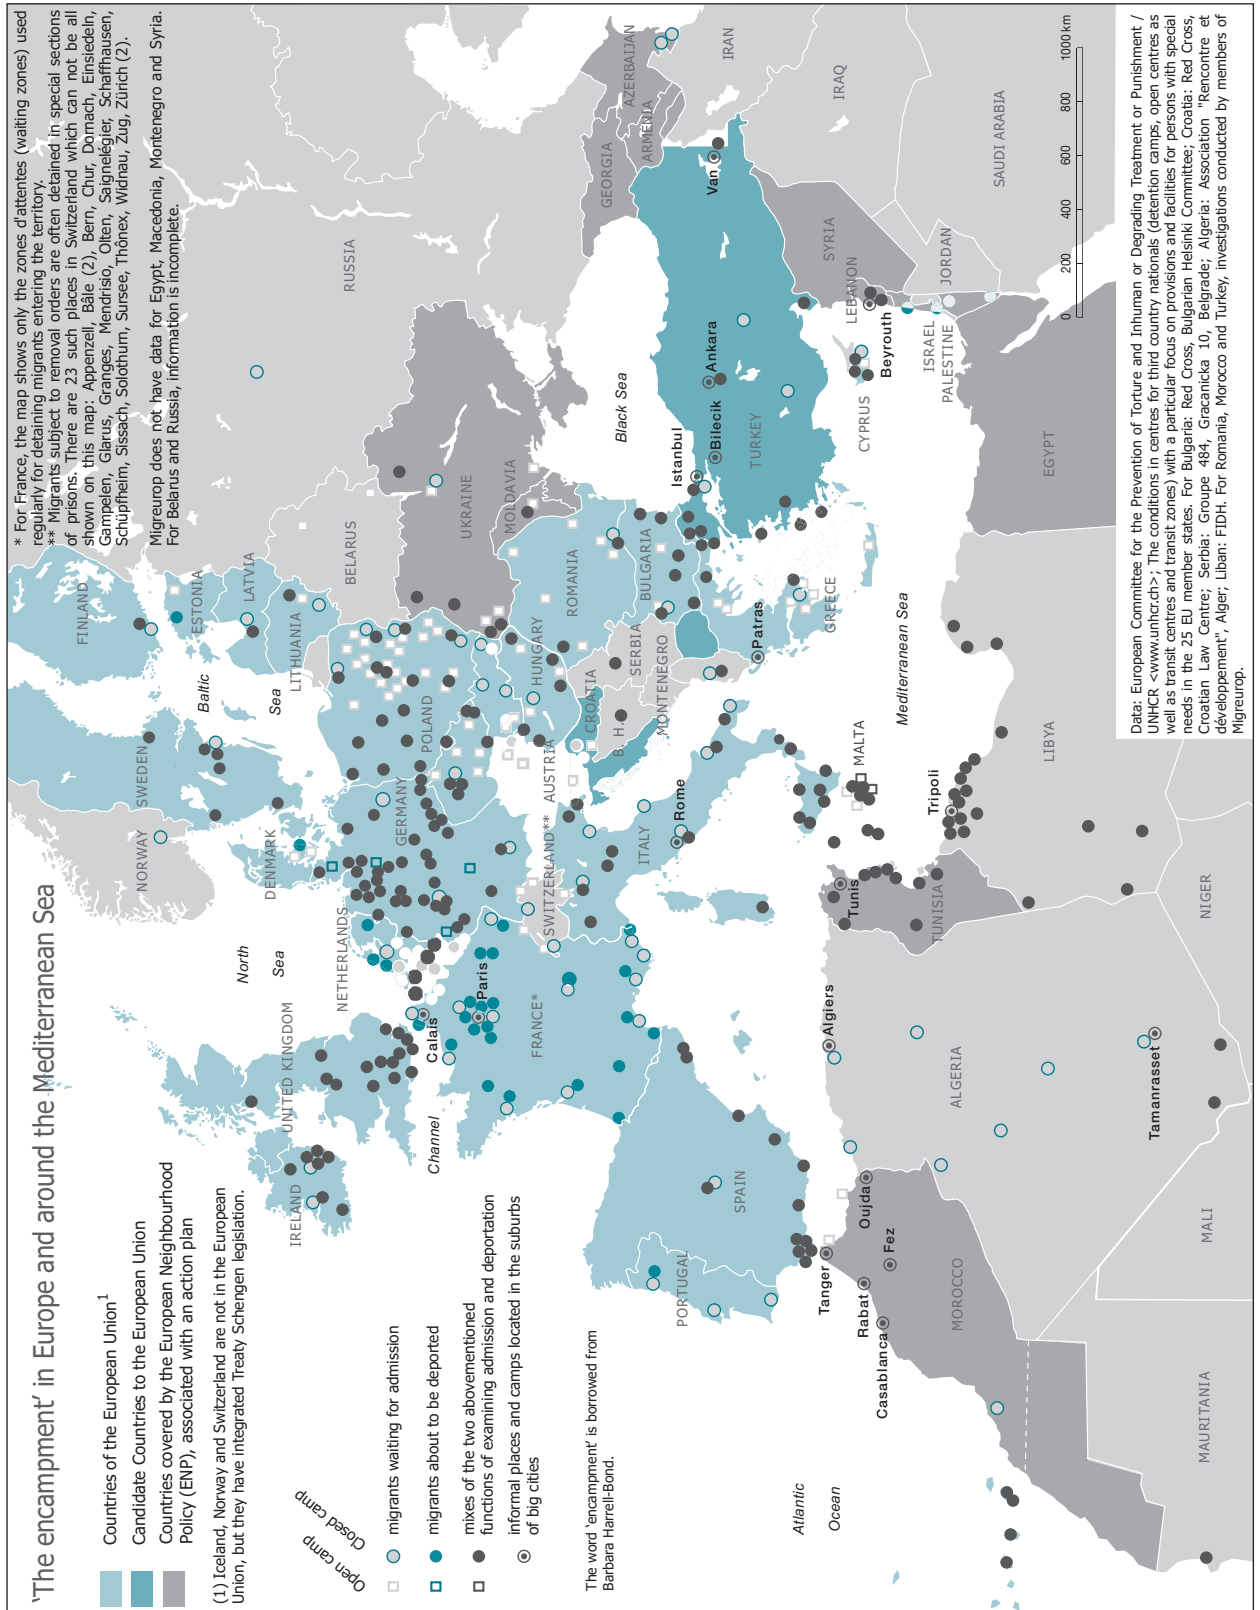 'The encampment' in Europe and around the Mediterranean Sea
Countries of the European Union1
Candidate Countries to the European Union
Countries covered by the European Neighbourhood
Policy (ENP), associated with an action plan
(1) Iceland, Norway and Switzerland are not in the European
Union, but they have integrated Treaty Schengen legislation.
Open camp
Closed camp
migrants waiting for admission
migrants about to be deported
mixes of the two abovementioned
functions of examining admission and deportation
informal places and camps located in the suburbs
of big cities
The word 'encampment' is borrowed from
Barbara Harrell-Bond.
* For France, the map shows only the zones d'attentes (waiting zones) used
regularly for detaining migrants entering the territory.
** Migrants subject to removal orders are often detained in special sections
of prisons. There are 23 such places in Switzerland which can not be all
shown on this map: Appenzell, Bâle (2), Bern, Chur, Dornach, Einsiedeln,
Gampelen, Glarus, Granges, Mendrisio, Olten, Saignelégier, Schaffhausen,
Schüpfheim, Sissach, Solothurn, Sursee, Thônex, Widnau, Zug, Zürich (2).
Migreurop does not have data for Egypt, Macedonia, Montenegro and Syria.
For Belarus and Russia, information is incomplete.
NORWAY
SWEDEN
FINLAND
ESTONIA
LATVIA
LITHUANIA
Baltic
Sea
BELARUS
RUSSIA
DENMARK
North
Sea
NETHERLANDS
UNITED KINGDOM
IRELAND
Channel
GERMANY
POLAND
UKRAINE
MOLDAVIA
Calais
Paris
FRANCE*
SWITZERLAND**
AUSTRIA
HUNGARY
ROMANIA
CROATIA
B. H.
SERBIA
MONTENEGRO
BULGARIA
Black Sea
GEORGIA
ARMENIA
AZERBAIJAN
IRAN
IRAQ
ITALY
Rome
Istanbul
Bilecik
Ankara
TURKEY
Van
Patras
GREECE
CYPRUS
SYRIA
LEBANON
Beyrouth
ISRAEL
PALESTINE
JORDAN
SAUDI ARABIA
EGYPT
PORTUGAL
SPAIN
Mediterranean Sea
MALTA
Tripoli
LIBYA
Tunis
TUNISIA
Algiers
ALGERIA
Tamanrasset
Tanger
Oujda
Fez
Rabat
Casablanca
MOROCCO
Atlantic
Ocean
MAURITANIA
MALI
NIGER
0 200 400 600 800 1000 km
Data: European Committee for the Prevention of Torture and Inhuman or Degrading Treatment or Punishment /
UNHCR <www.unhcr.ch>; The conditions in centres for third country nationals (detention camps, open centres as
well as transit centres and transit zones) with a particular focus on provisions and facilities for persons with special
needs in the 25 EU member states. For Bulgaria: Red Cross, Bulgarian Helsinki Committee; Croatia: Red Cross,
Croatian Law Centre; Serbia: Groupe 484, Gracanicka 10, Belgrade; Algeria: Association "Rencontre et
développement", Alger; Liban: FIDH. For Romania, Morocco and Turkey, investigations conducted by members of
Migreurop.